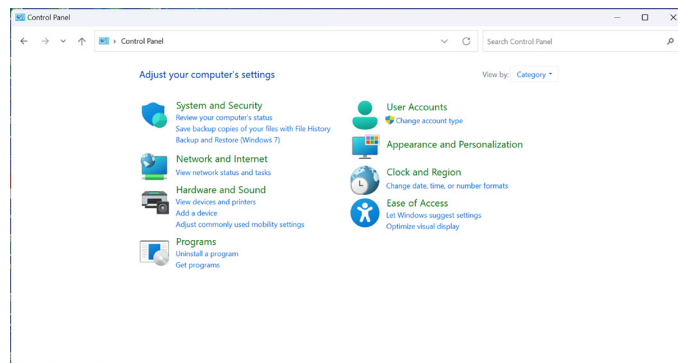 Control Panel
Control Panel
Search Control Panel
Adjust your computer's settings
View by: Category
System and Security
Review your computer's status
Save backup copies of your files with File History
Backup and Restore (Windows 7)
Network and Internet
View network status and tasks
Hardware and Sound
View devices and printers
Add a device
Adjust commonly used mobility settings
Programs
Uninstall a program
Get programs
User Accounts
Change account type
Appearance and Personalization
Clock and Region
Change date, time, or number formats
Ease of Access
Let Windows suggest settings
Optimize visual display